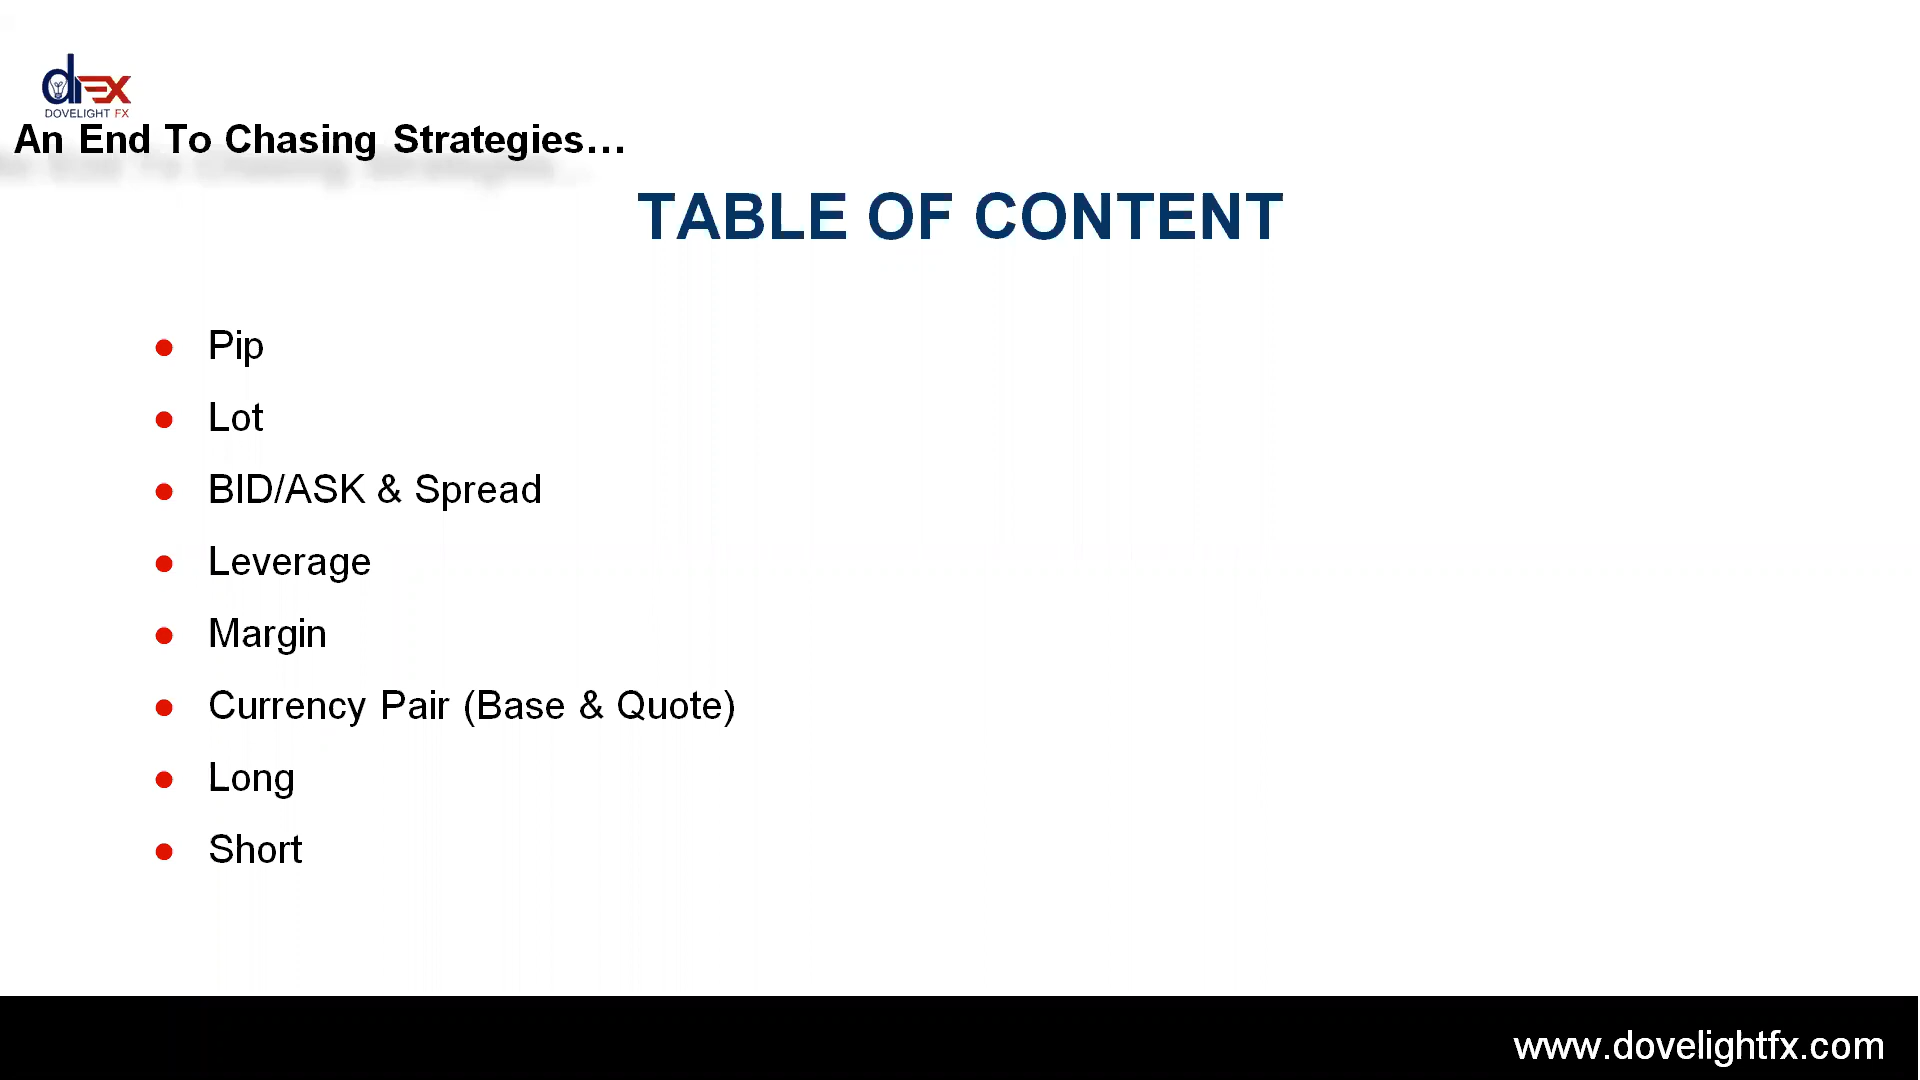 DOVELIGHT FX
An End To Chasing Strategies...
TABLE OF CONTENT
Pip
Lot
BID/ASK & Spread
Leverage
Margin
Currency Pair (Base & Quote)
Long
Short
www.dovelightfx.com